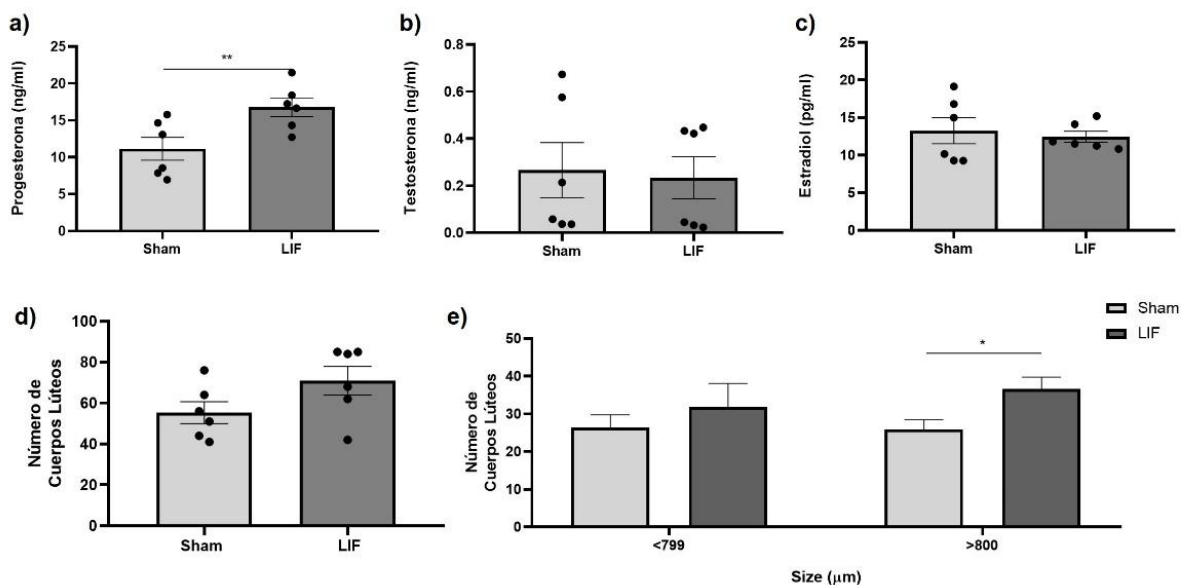 a)
Progesterona (ng/ml)
25
20
15
10
5
0
**
Sham
LIF
b)
Testosterona (ng/ml)
0.8
0.6
0.4
0.2
0.0
Sham
LIF
c)
Estradiol (pg/ml)
25
20
15
10
5
0
Sham
LIF
d)
Número de
Cuerpos Lúteos
100
80
60
40
20
0
Sham
LIF
e)
Número de
Cuerpos Lúteos
50
40
30
20
10
0
*
<799
>800
Size (µm)
Sham
LIF